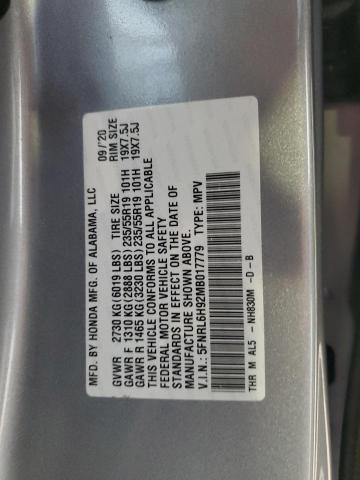 MFD. BY HONDA MFG. OF ALABAMA, LLC 09/'20
GVWR 2730 KG (6019 LBS) TIRE SIZE RIM SIZE
GAWR F 1310 KG (2888 LBS) 235/55R19 101H 19X7.5J
GAWR R 1465 KG (3230 LBS) 235/55R19 101H 19X7.5J
THIS VEHICLE CONFORMS TO ALL APPLICABLE
FEDERAL MOTOR VEHICLE SAFETY
STANDARDS IN EFFECT ON THE DATE OF
MANUFACTURE SHOWN ABOVE.
V.I.N.: 5FNRL6H92MB017779 TYPE: MPV
THR M AL5 - NH830M -D-B